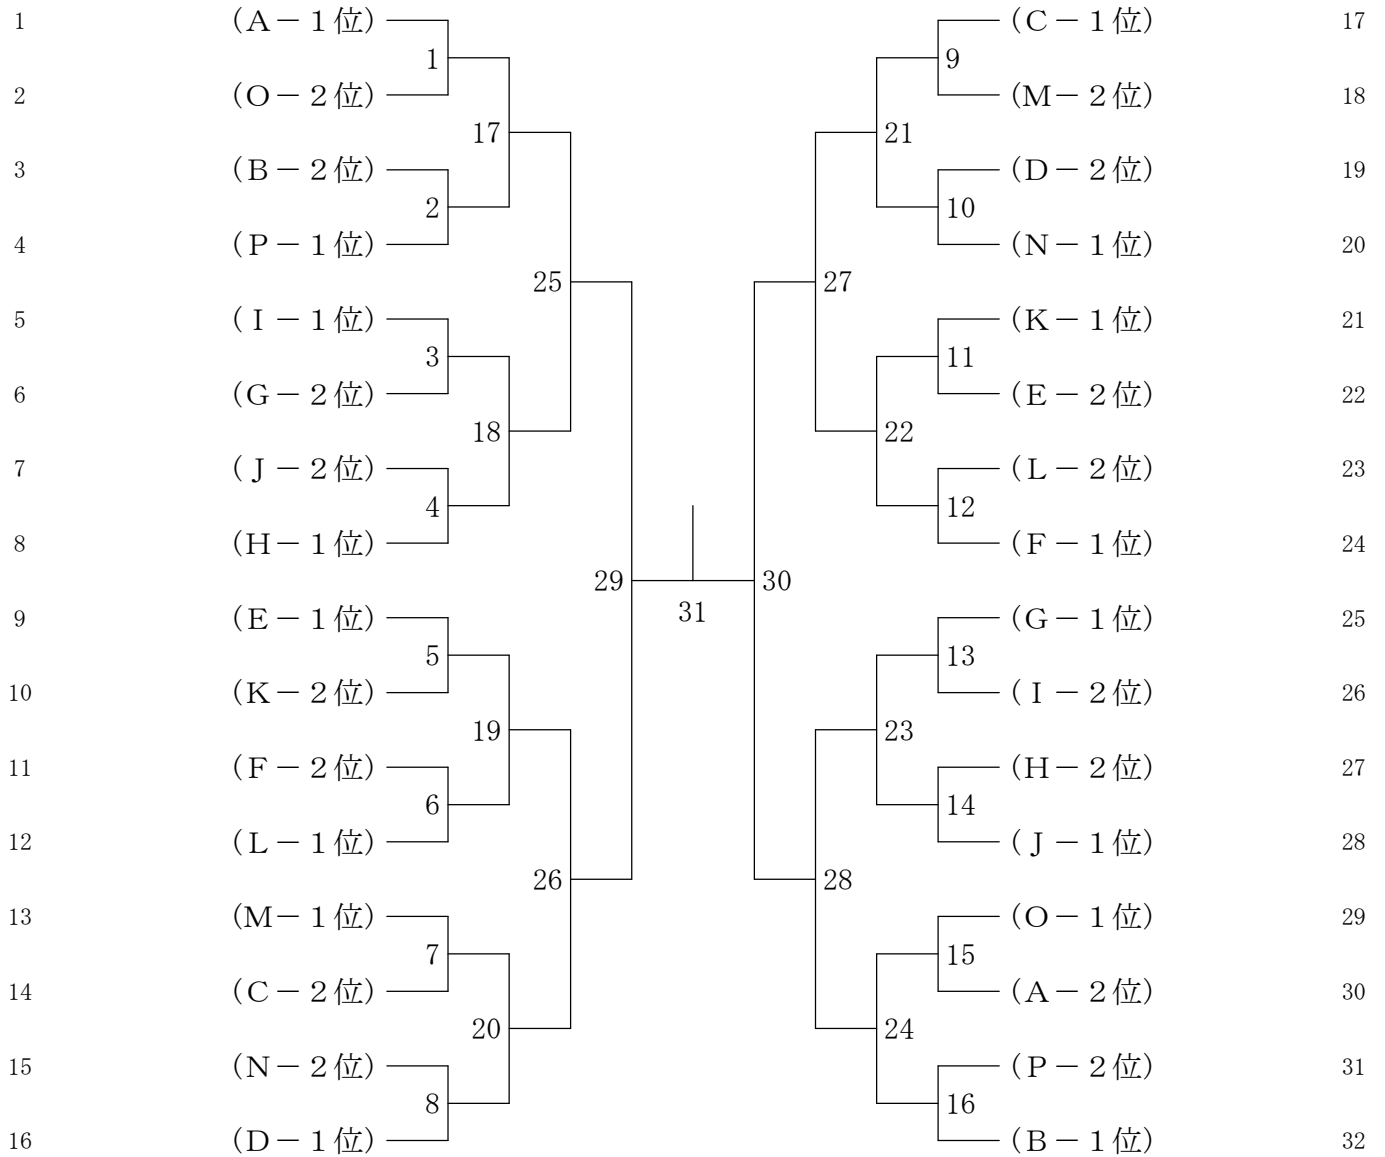 1 (A－1位) (C－1位) 17
1 9
2 (O－2位) (M－2位) 18
17 21
3 (B－2位) (D－2位) 19
2 10
4 (P－1位) (N－1位) 20
25 27
5 (I－1位) (K－1位) 21
3 11
6 (G－2位) (E－2位) 22
18 22
7 (J－2位) (L－2位) 23
4 12
8 (H－1位) (F－1位) 24
29 30
31
9 (E－1位) (G－1位) 25
5 13
10 (K－2位) (I－2位) 26
19 23
11 (F－2位) (H－2位) 27
6 14
12 (L－1位) (J－1位) 28
26 28
13 (M－1位) (O－1位) 29
7 15
14 (C－2位) (A－2位) 30
20 24
15 (N－2位) (P－2位) 31
8 16
16 (D－1位) (B－1位) 32